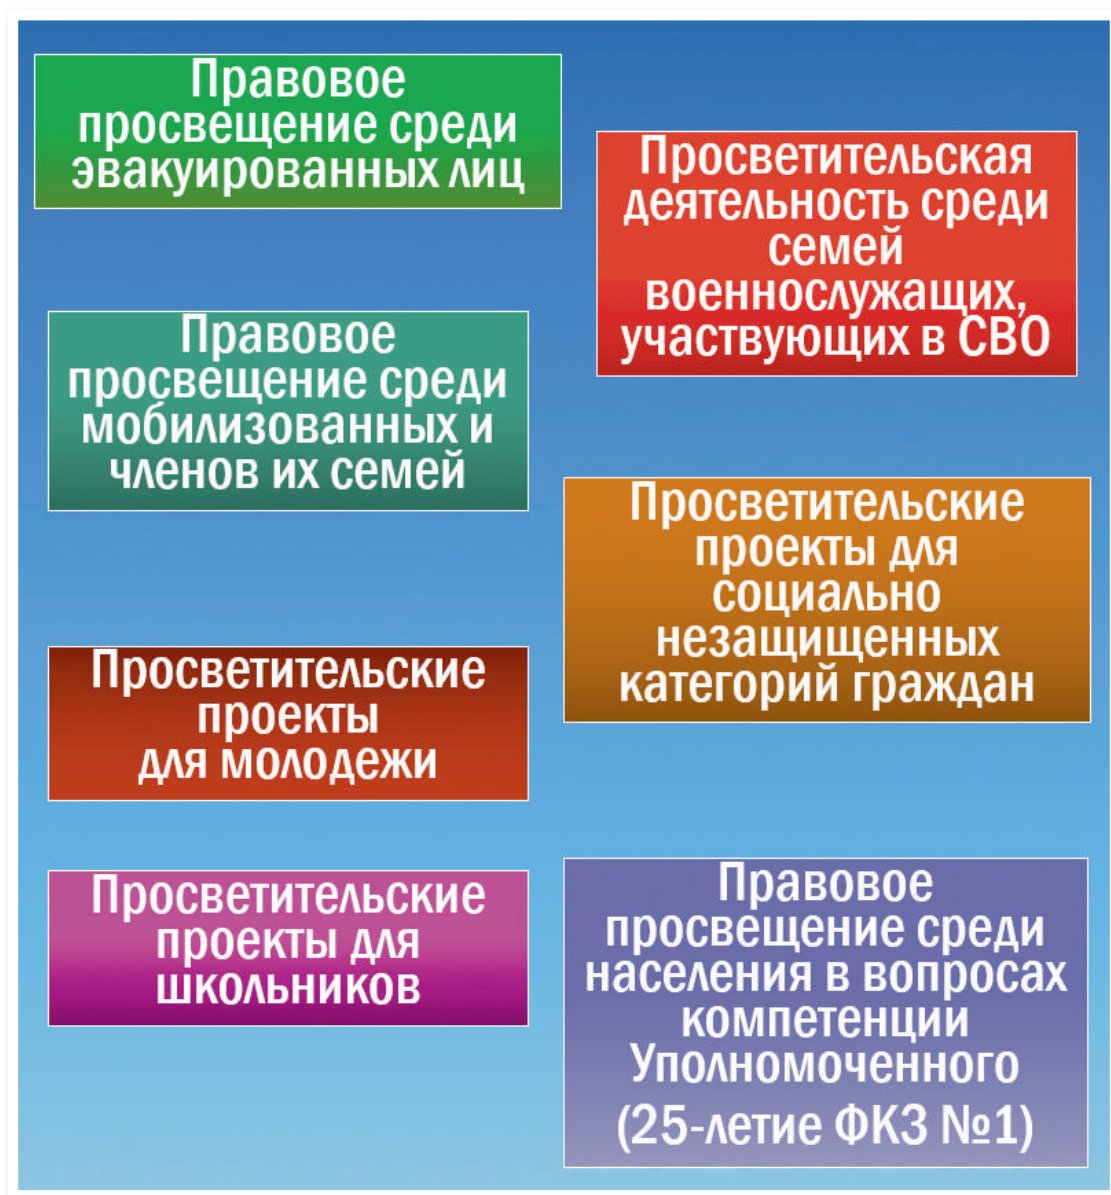 Правовое
просвещение среди
эвакуированных лиц
Просветительская
деятельность среди
семей
военнослужащих,
участвующих в СВО
Правовое
просвещение среди
мобилизованных и
членов их семей
Просветительские
проекты для
социально
незащищенных
категорий граждан
Просветительские
проекты
для молодежи
Просветительские
проекты для
школьников
Правовое
просвещение среди
населения в вопросах
компетенции
Уполномоченного
(25-летие ФКЗ №1)